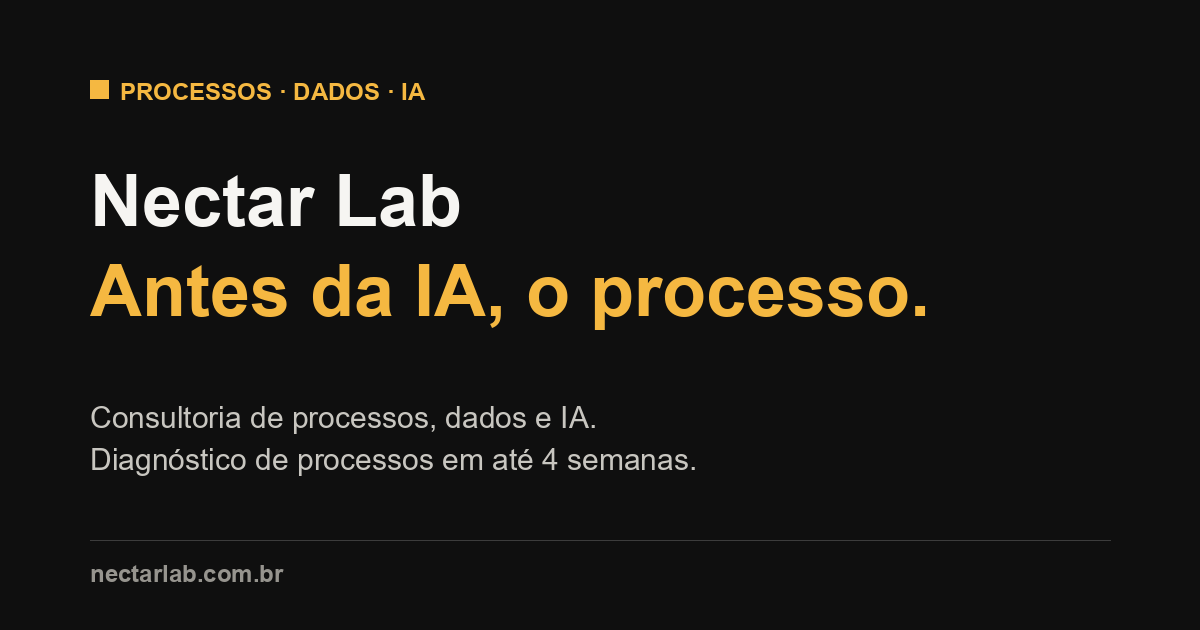 PROCESSOS · DADOS · IA
Nectar Lab
Antes da IA, o processo.
Consultoria de processos, dados e IA.
Diagnóstico de processos em até 4 semanas.
nectarlab.com.br